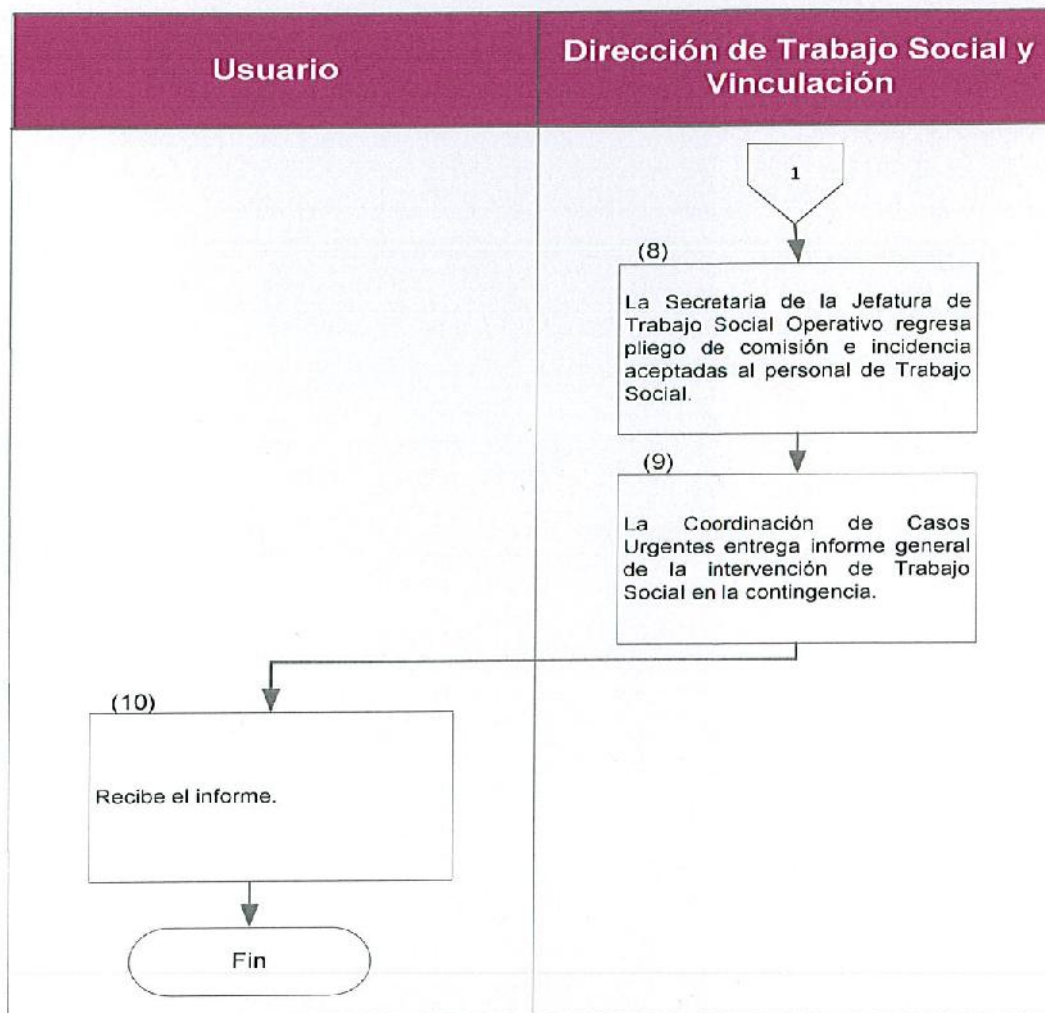 Usuario
Dirección de Trabajo Social y
Vinculación
1
(8)
La Secretaria de la Jefatura de
Trabajo Social Operativo regresa
pliego de comisión e incidencia
aceptadas al personal de Trabajo
Social.
(9)
La Coordinación de Casos
Urgentes entrega informe general
de la intervención de Trabajo
Social en la contingencia.
(10)
Recibe el informe.
Fin